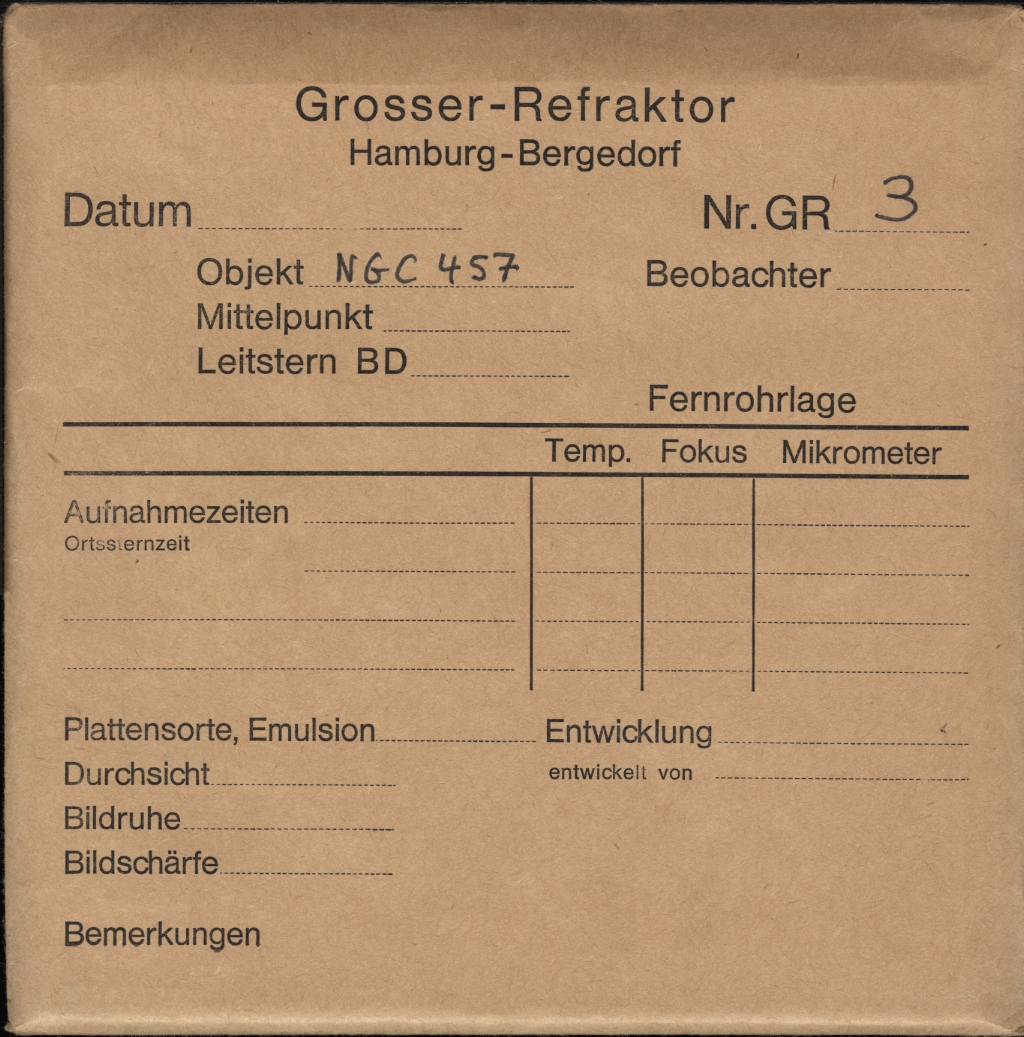 Grosser-Refraktor
Hamburg-Bergedorf
Datum Nr. GR 3
Objekt NGC 457 Beobachter
Mittelpunkt
Leitstern BD
Fernrohrlage
Temp. Fokus Mikrometer
Aufnahmezeiten
Ortssternzeit
Plattensorte, Emulsion Entwicklung
Durchsicht entwickelt von
Bildruhe
Bildschärfe
Bemerkungen